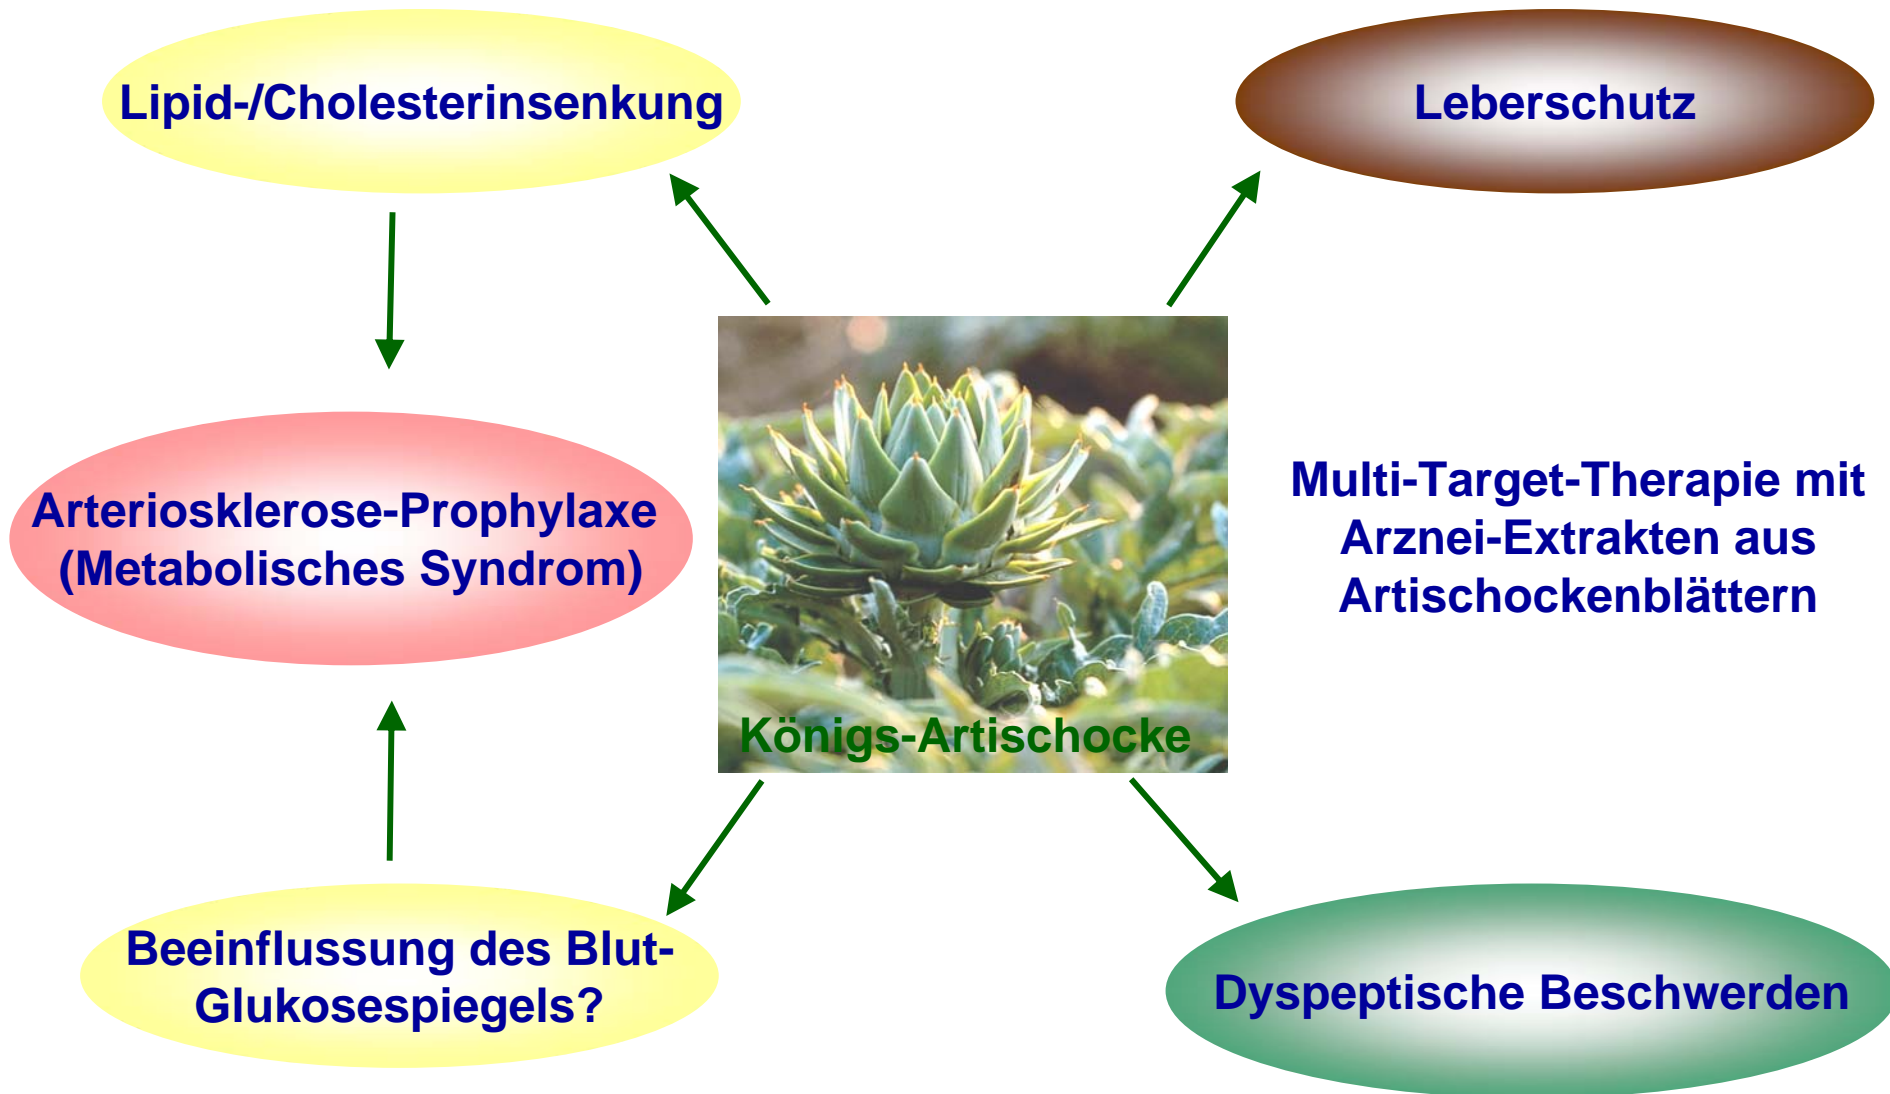 Lipid-/Cholesterinsenkung
Leberschutz
Arteriosklerose-Prophylaxe
(Metabolisches Syndrom)
Multi-Target-Therapie mit
Arznei-Extrakten aus
Artischockenblättern
Königs-Artischocke
Beeinflussung des Blut-
Glukosespiegels?
Dyspeptische Beschwerden